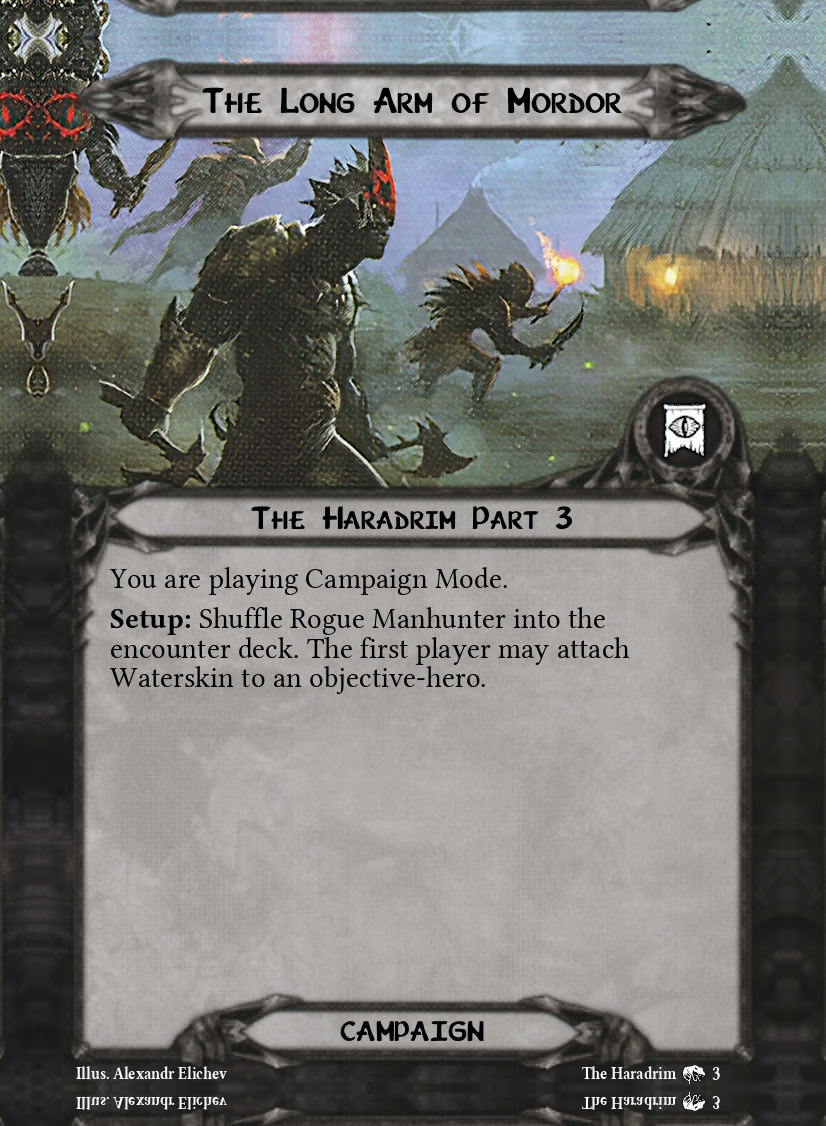 The Long Arm of Mordor
The Haradrim Part 3
You are playing Campaign Mode.
Setup: Shuffle Rogue Manhunter into the
encounter deck. The first player may attach
Waterskin to an objective-hero.
CAMPAIGN
Illus. Alexandr Elichev
The Haradrim 3
Illus. Alexandr Elichev
The Haradrim 3